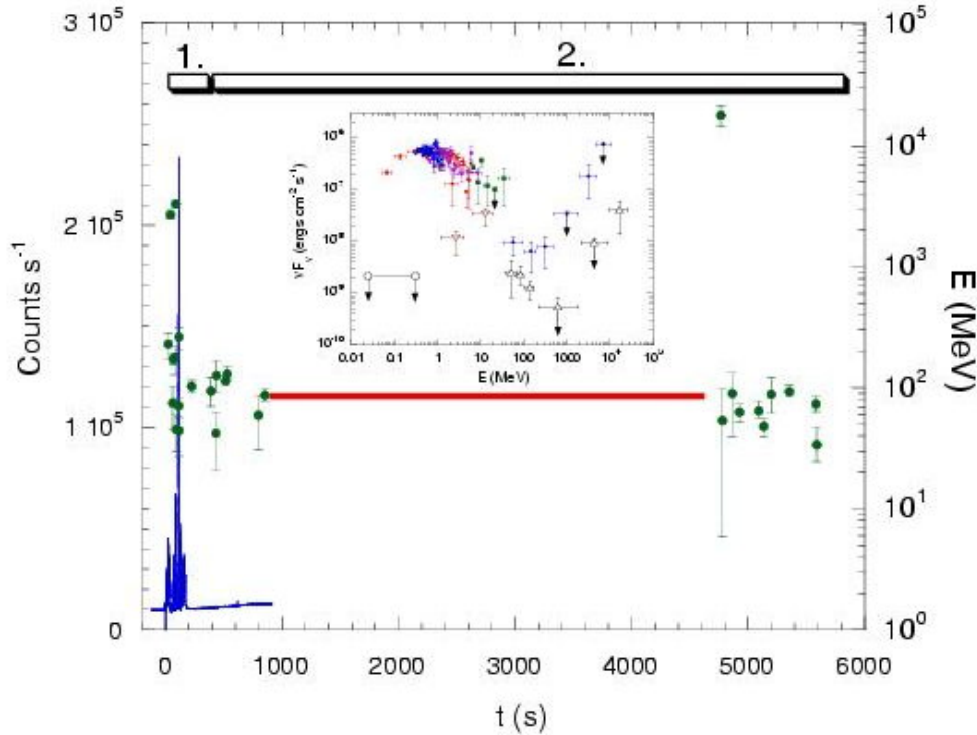 3 10⁵
2 10⁵
1 10⁵
0
Counts s⁻¹
1.
2.
10⁵
10⁴
10³
10²
10¹
10⁰
E (MeV)
0 1000 2000 3000 4000 5000 6000
t (s)
10⁻⁶
10⁻⁷
10⁻⁸
10⁻⁹
10⁻¹⁰
νFᵥ (ergs cm⁻² s⁻¹)
0.01 0.1 1 10 100 1000 10⁴ 10⁵
E (MeV)